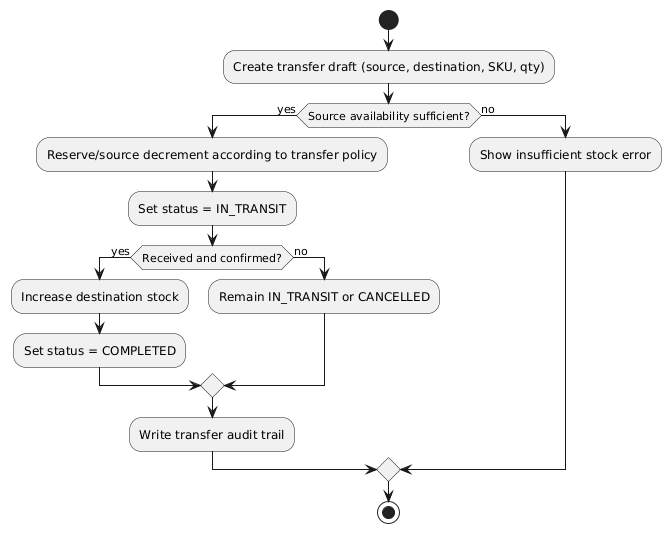 Create transfer draft (source, destination, SKU, qty)
yes
Source availability sufficient?
no
Reserve/source decrement according to transfer policy
Show insufficient stock error
Set status = IN_TRANSIT
yes
Received and confirmed?
no
Increase destination stock
Remain IN_TRANSIT or CANCELLED
Set status = COMPLETED
Write transfer audit trail